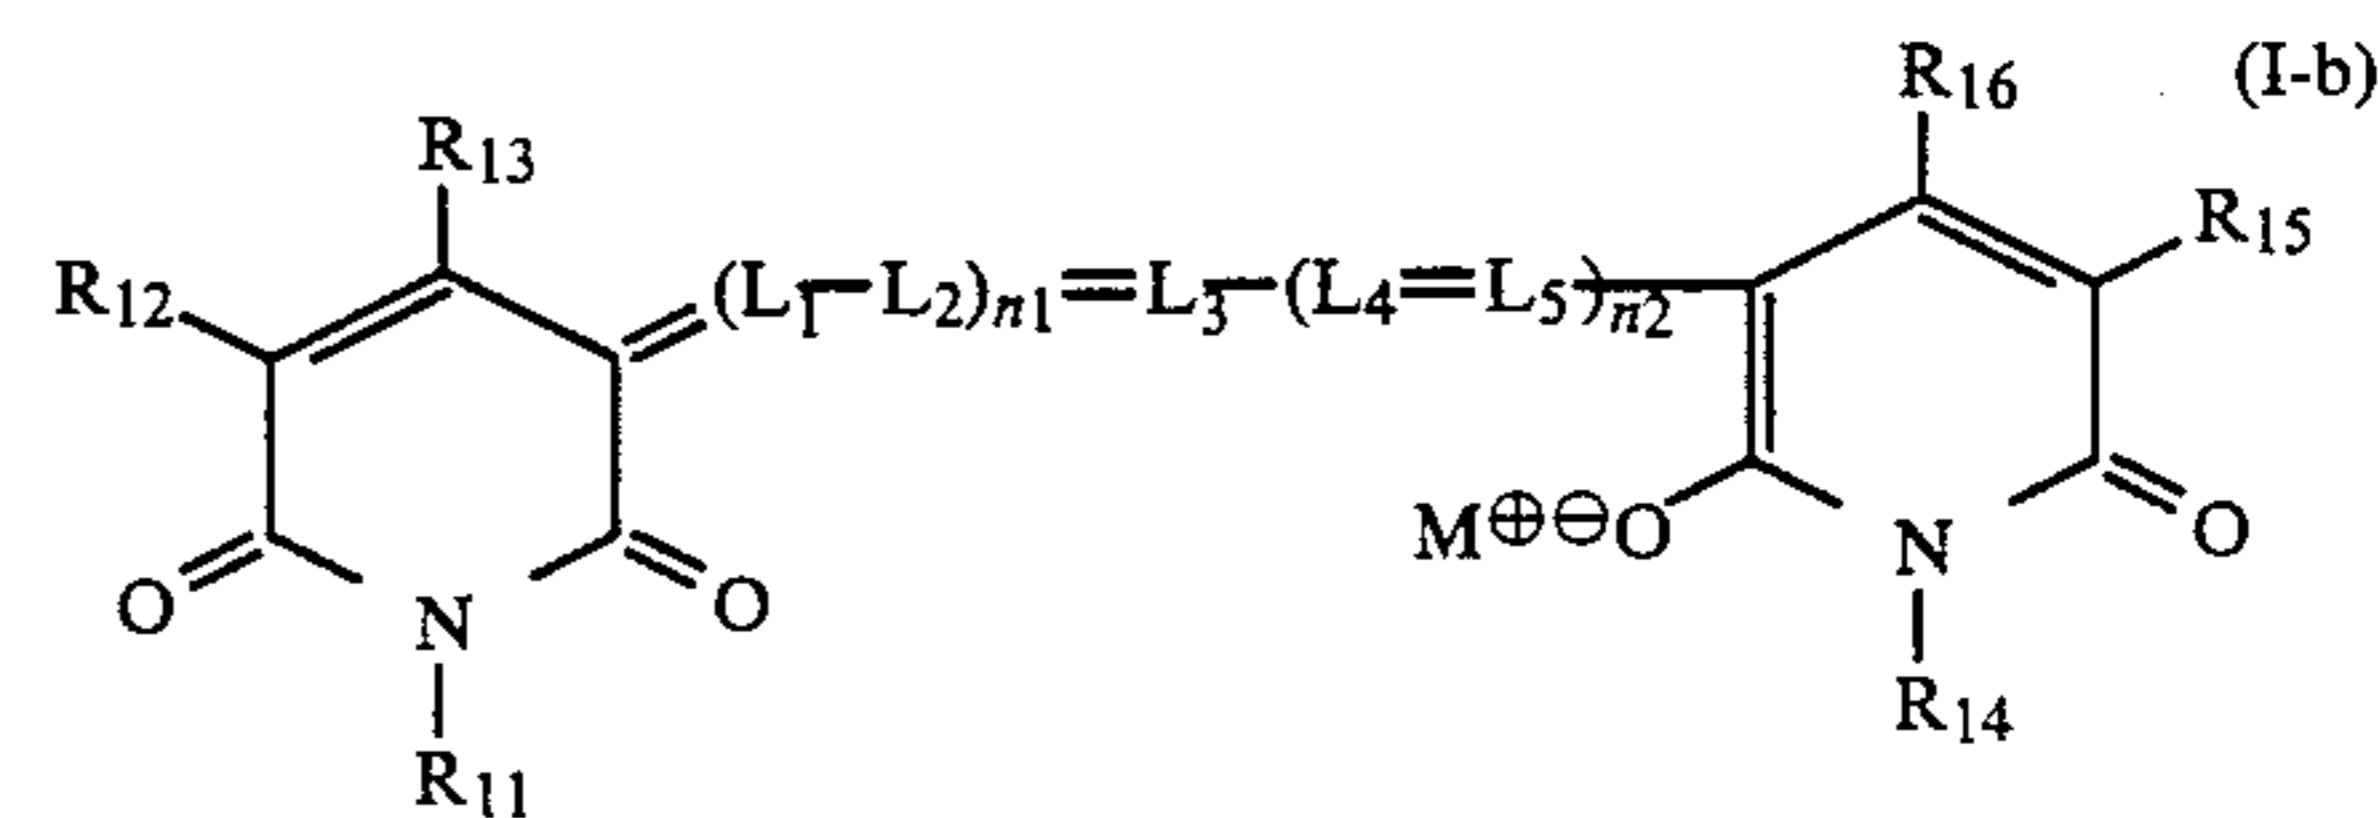 R16 (I-b)
R13
R15
R12
=(L1—L2)n1=L3—(L4=L5)n2—
M⊕⊖O
N
O
O
N
O
R14
R11